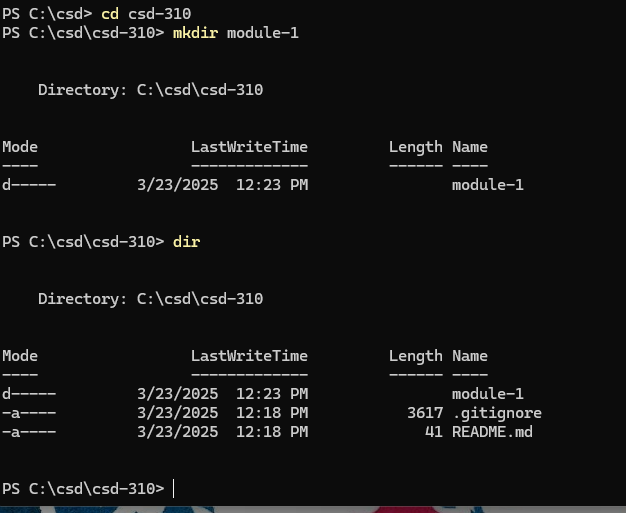 PS C:\csd> cd csd-310
PS C:\csd\csd-310> mkdir module-1
Directory: C:\csd\csd-310
Mode                 LastWriteTime         Length Name
----                 -------------         ------ ----
d-----         3/23/2025  12:23 PM                module-1
PS C:\csd\csd-310> dir
Directory: C:\csd\csd-310
Mode                 LastWriteTime         Length Name
----                 -------------         ------ ----
d-----         3/23/2025  12:23 PM                module-1
-a----         3/23/2025  12:18 PM           3617 .gitignore
-a----         3/23/2025  12:18 PM             41 README.md
PS C:\csd\csd-310>